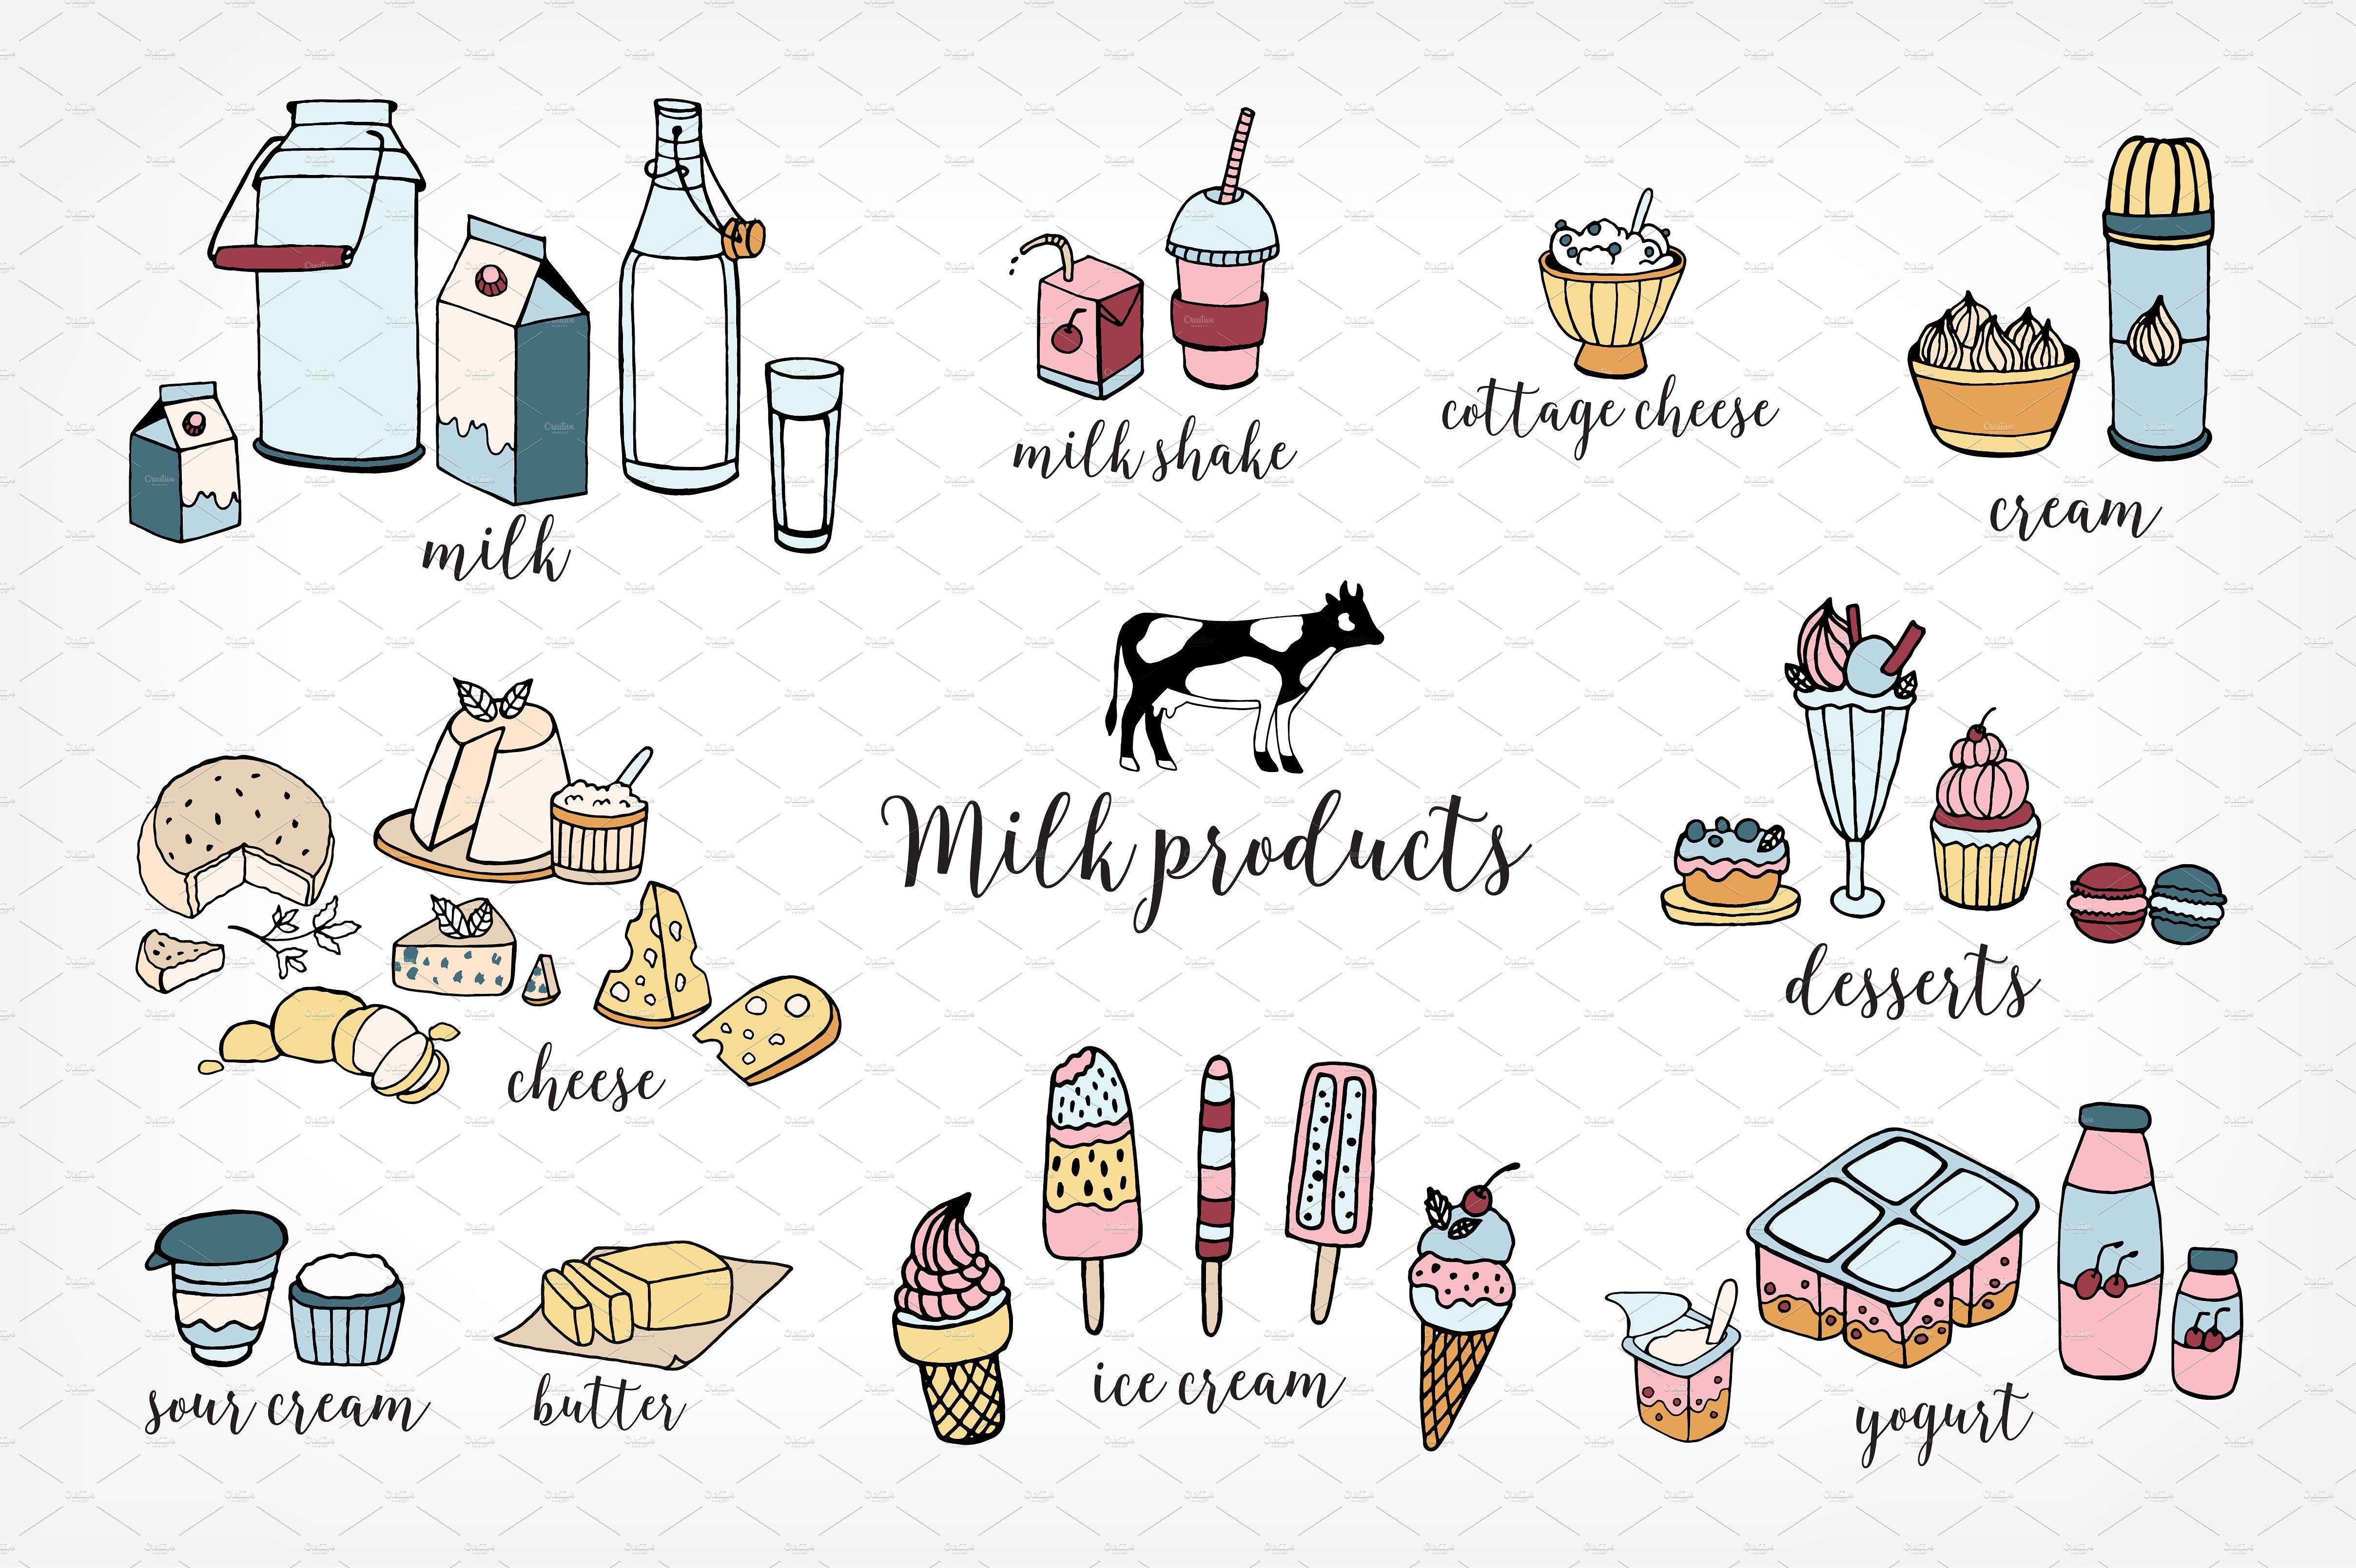 milk
milk shake
cottage cheese
cream
Milk products
cheese
desserts
sour cream
butter
ice cream
yogurt